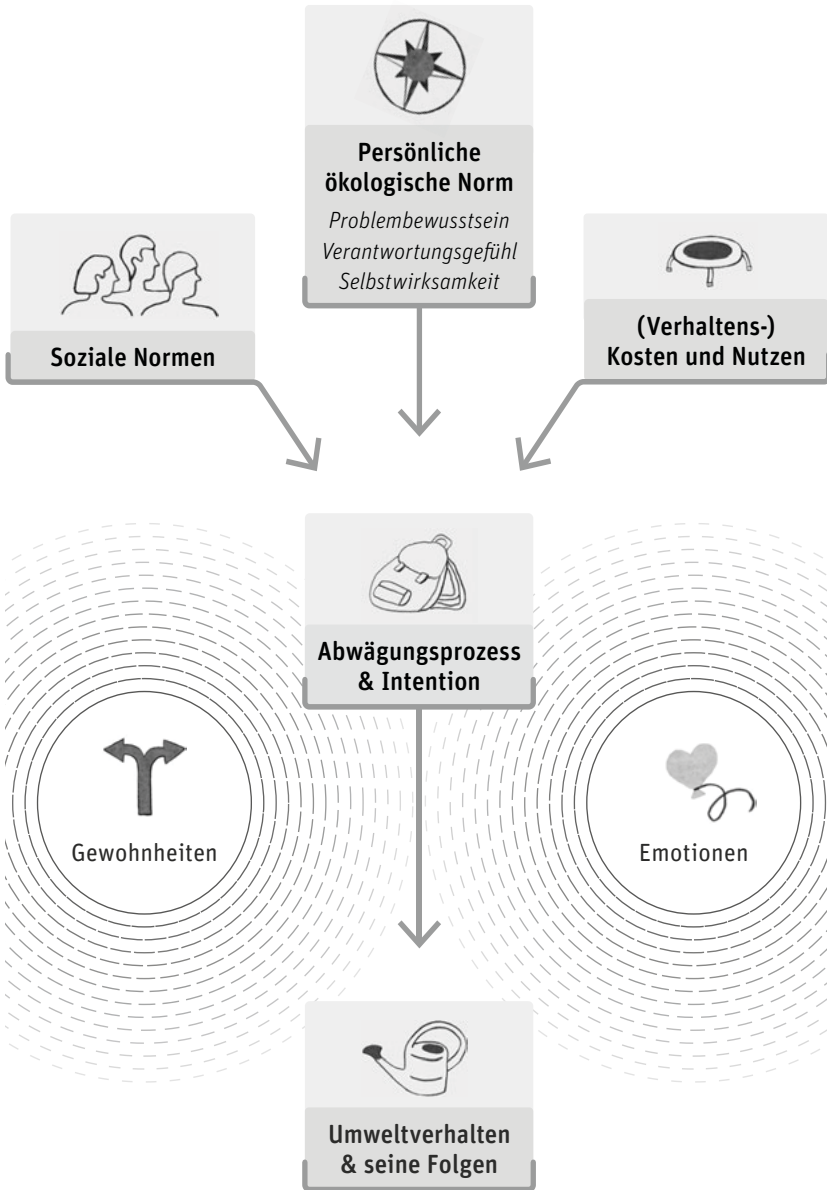 Persönliche
ökologische Norm
Problembewusstsein
Verantwortungsgefühl
Selbstwirksamkeit
Soziale Normen
(Verhaltens-)
Kosten und Nutzen
Abwägungsprozess
& Intention
Gewohnheiten
Emotionen
Umweltverhalten
& seine Folgen